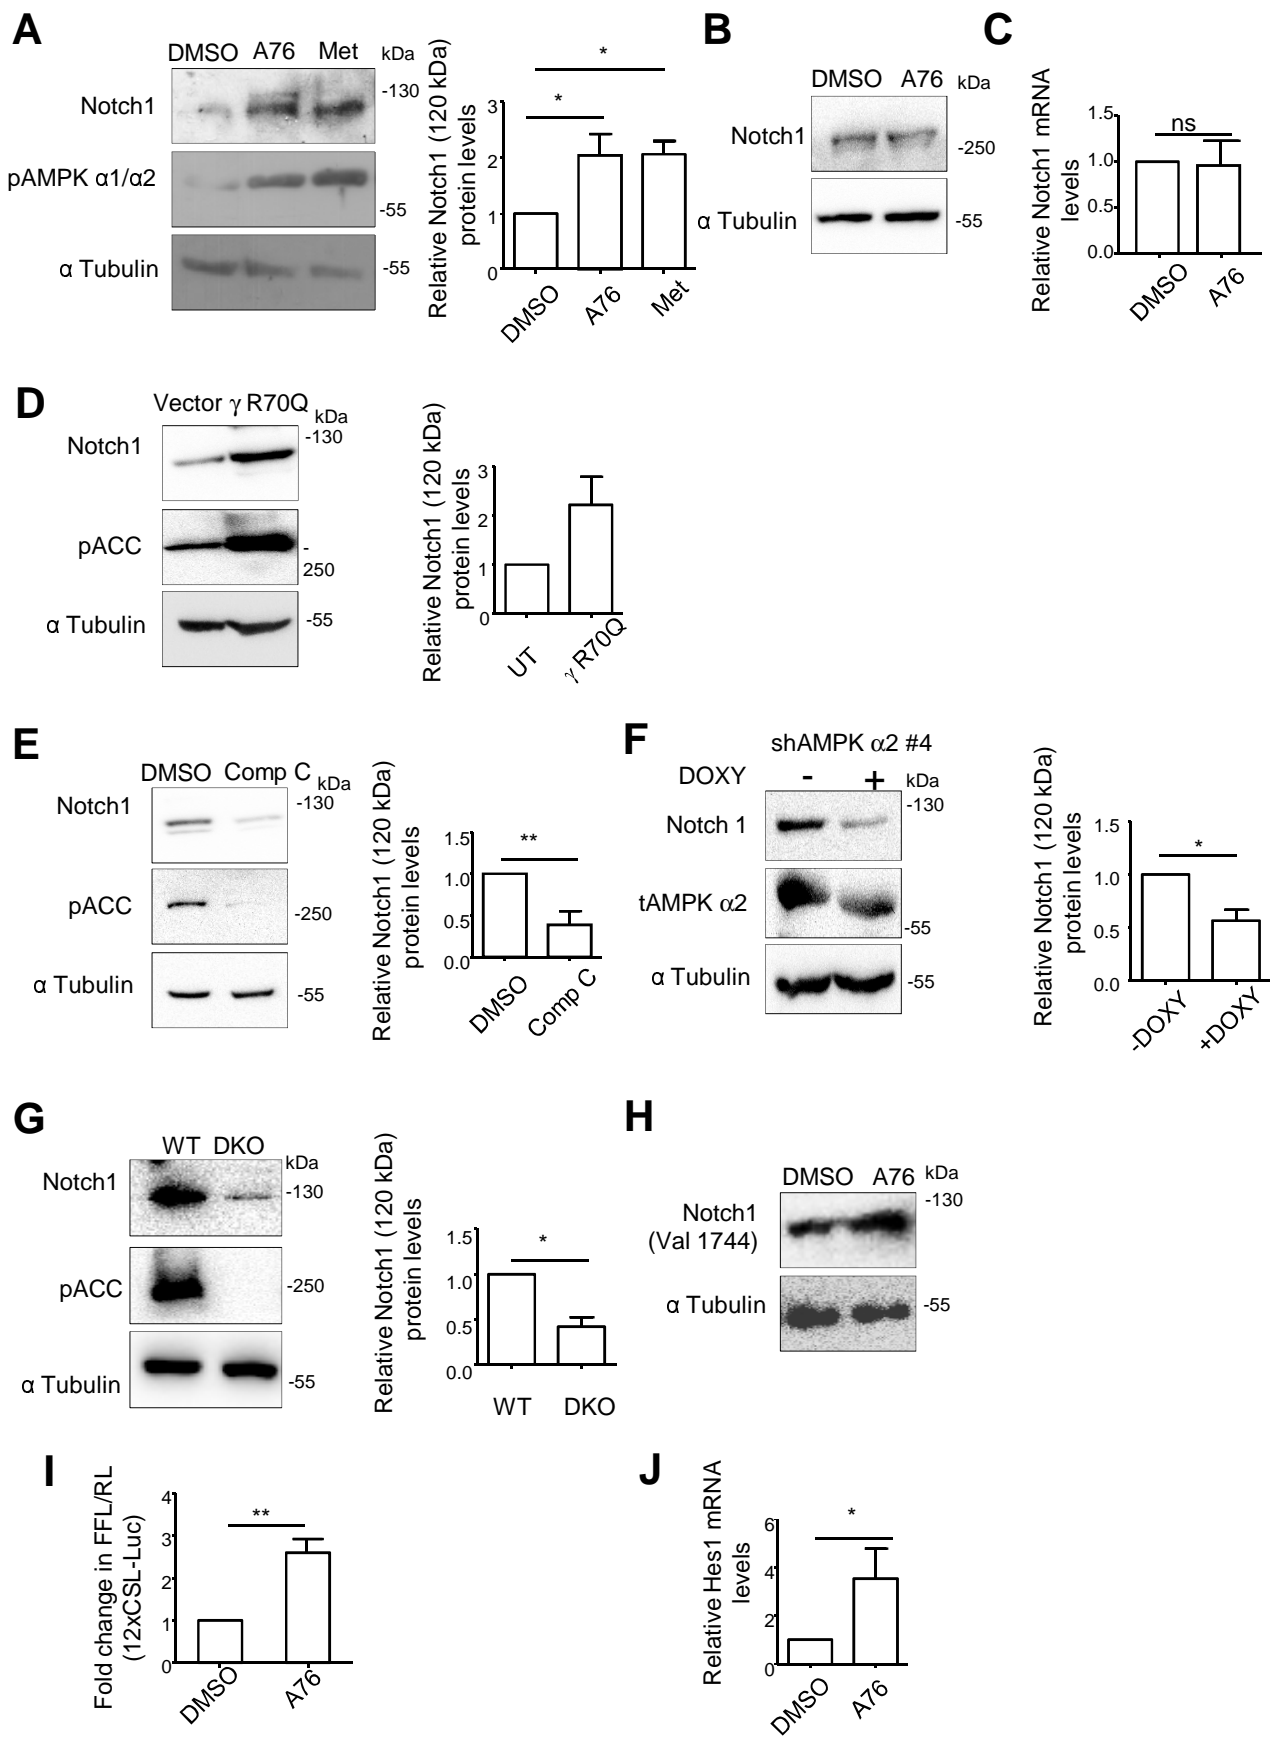 A
DMSO A76 Met kDa
Notch1
-130
pAMPK α1/α2
-55
α Tubulin
-55
Relative Notch1 (120 kDa)
protein levels
*
*
3
2
1
0
DMSO
A76
Met
B
DMSO A76 kDa
Notch1
-250
α Tubulin
-55
C
Relative Notch1 mRNA
levels
1.5
1.0
0.5
0.0
ns
DMSO
A76
D
Vector γ R70Q kDa
Notch1
-130
pACC
-
250
α Tubulin
-55
Relative Notch1 (120 kDa)
protein levels
3
2
1
0
UT
γ R70Q
E
DMSO Comp C kDa
Notch1
-130
pACC
-250
α Tubulin
-55
Relative Notch1 (120 kDa)
protein levels
1.5
1.0
0.5
0.0
**
DMSO
Comp C
F
shAMPK α2 #4
DOXY - + kDa
-130
Notch 1
tAMPK α2
-55
α Tubulin
-55
Relative Notch1 (120 kDa)
protein levels
1.5
1.0
0.5
0.0
*
-DOXY
+DOXY
G
WT DKO
kDa
Notch1
-130
pACC
-250
α Tubulin
-55
Relative Notch1 (120 kDa)
protein levels
1.5
1.0
0.5
0.0
*
WT DKO
H
DMSO A76 kDa
-130
Notch1
(Val 1744)
α Tubulin
-55
I
Fold change in FFL/RL
(12xCSL-Luc)
4
3
2
1
0
**
DMSO
A76
J
Relative Hes1 mRNA
levels
6
4
2
0
*
DMSO
A76